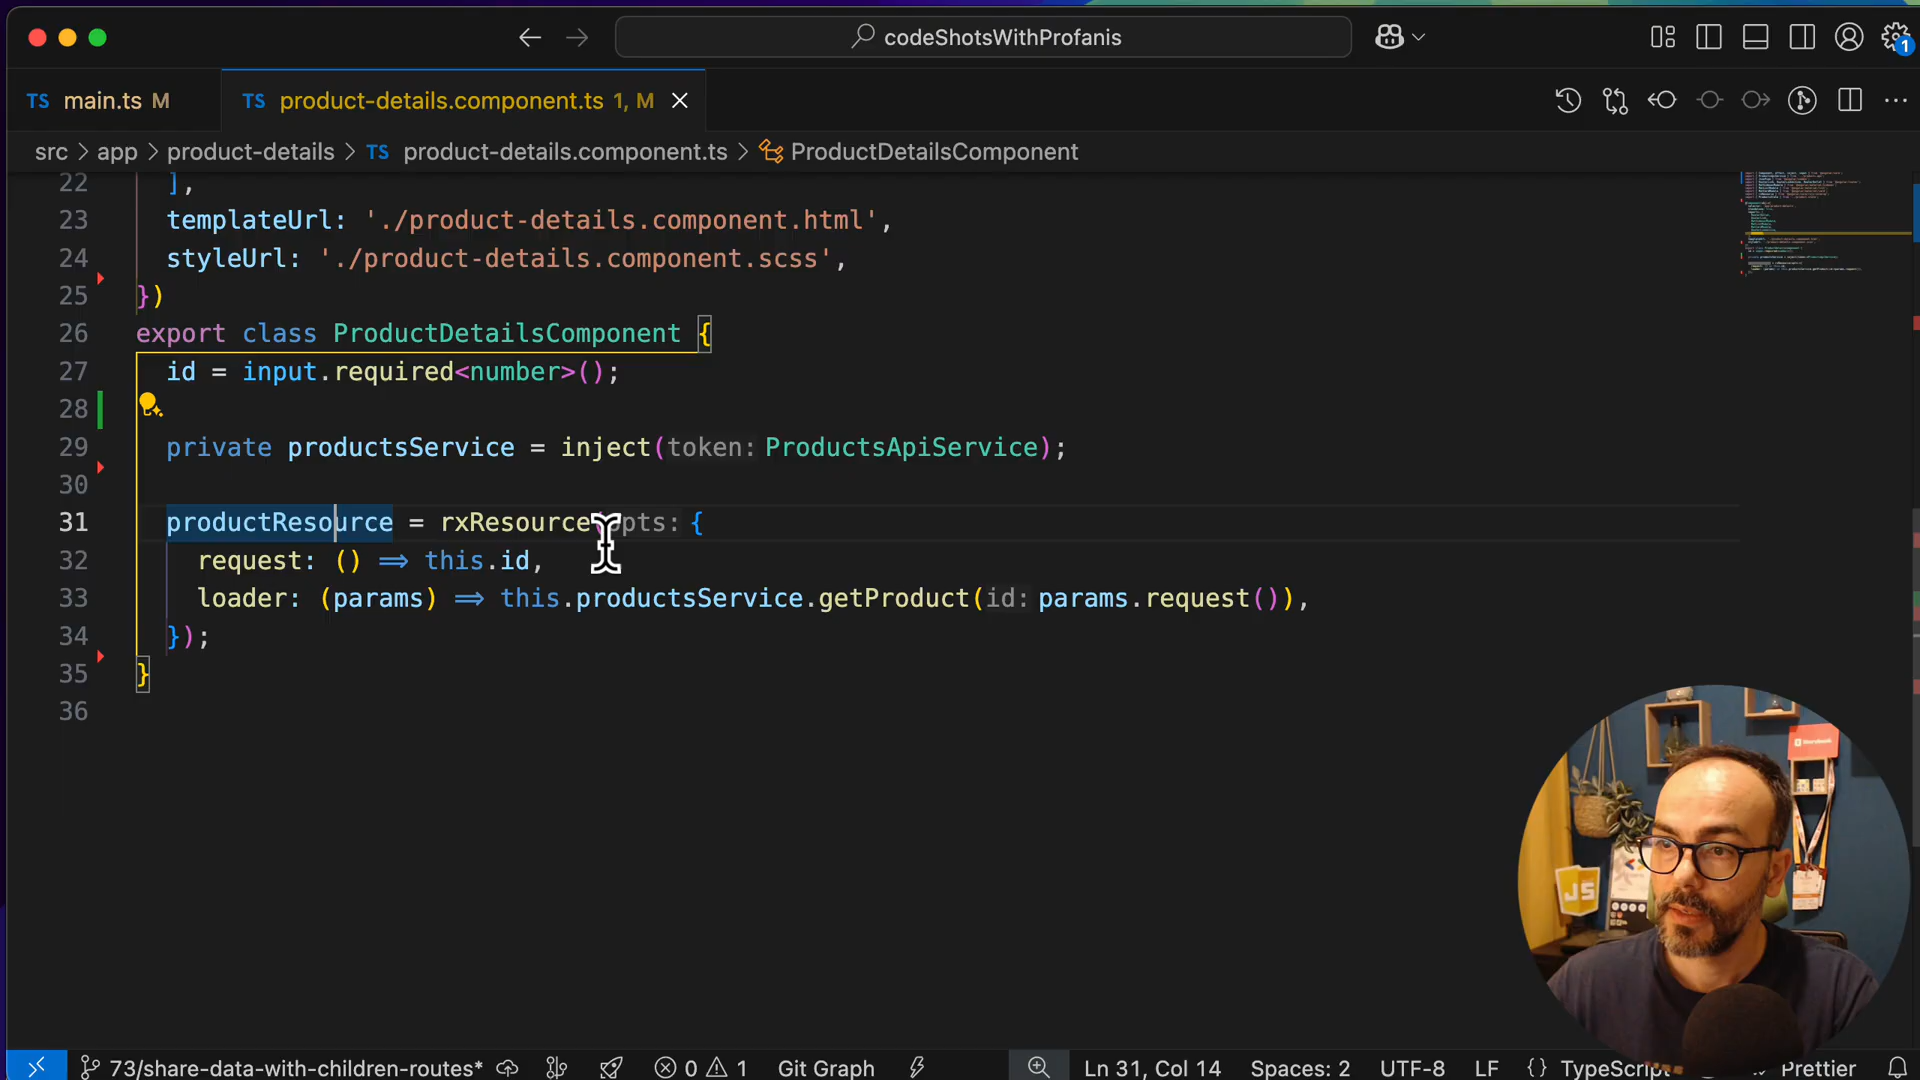 codeShotsWithProfanis
1
TS main.ts M
TS product-details.component.ts 1, M
src > app > product-details > TS product-details.component.ts > ProductDetailsComponent
22 ],
23 templateUrl: './product-details.component.html',
24 styleUrl: './product-details.component.scss',
25 })
26 export class ProductDetailsComponent {
27 id = input.required<number>();
28
29 private productsService = inject(token: ProductsApiService);
30
31 productResource = rxResource(opts: {
32 request: () => this.id,
33 loader: (params) => this.productsService.getProduct(id: params.request()),
34 });
35 }
36
JS
73/share-data-with-children-routes* 0 1 Git Graph Ln 31, Col 14 Spaces: 2 UTF-8 LF {} TypeScript Prettier